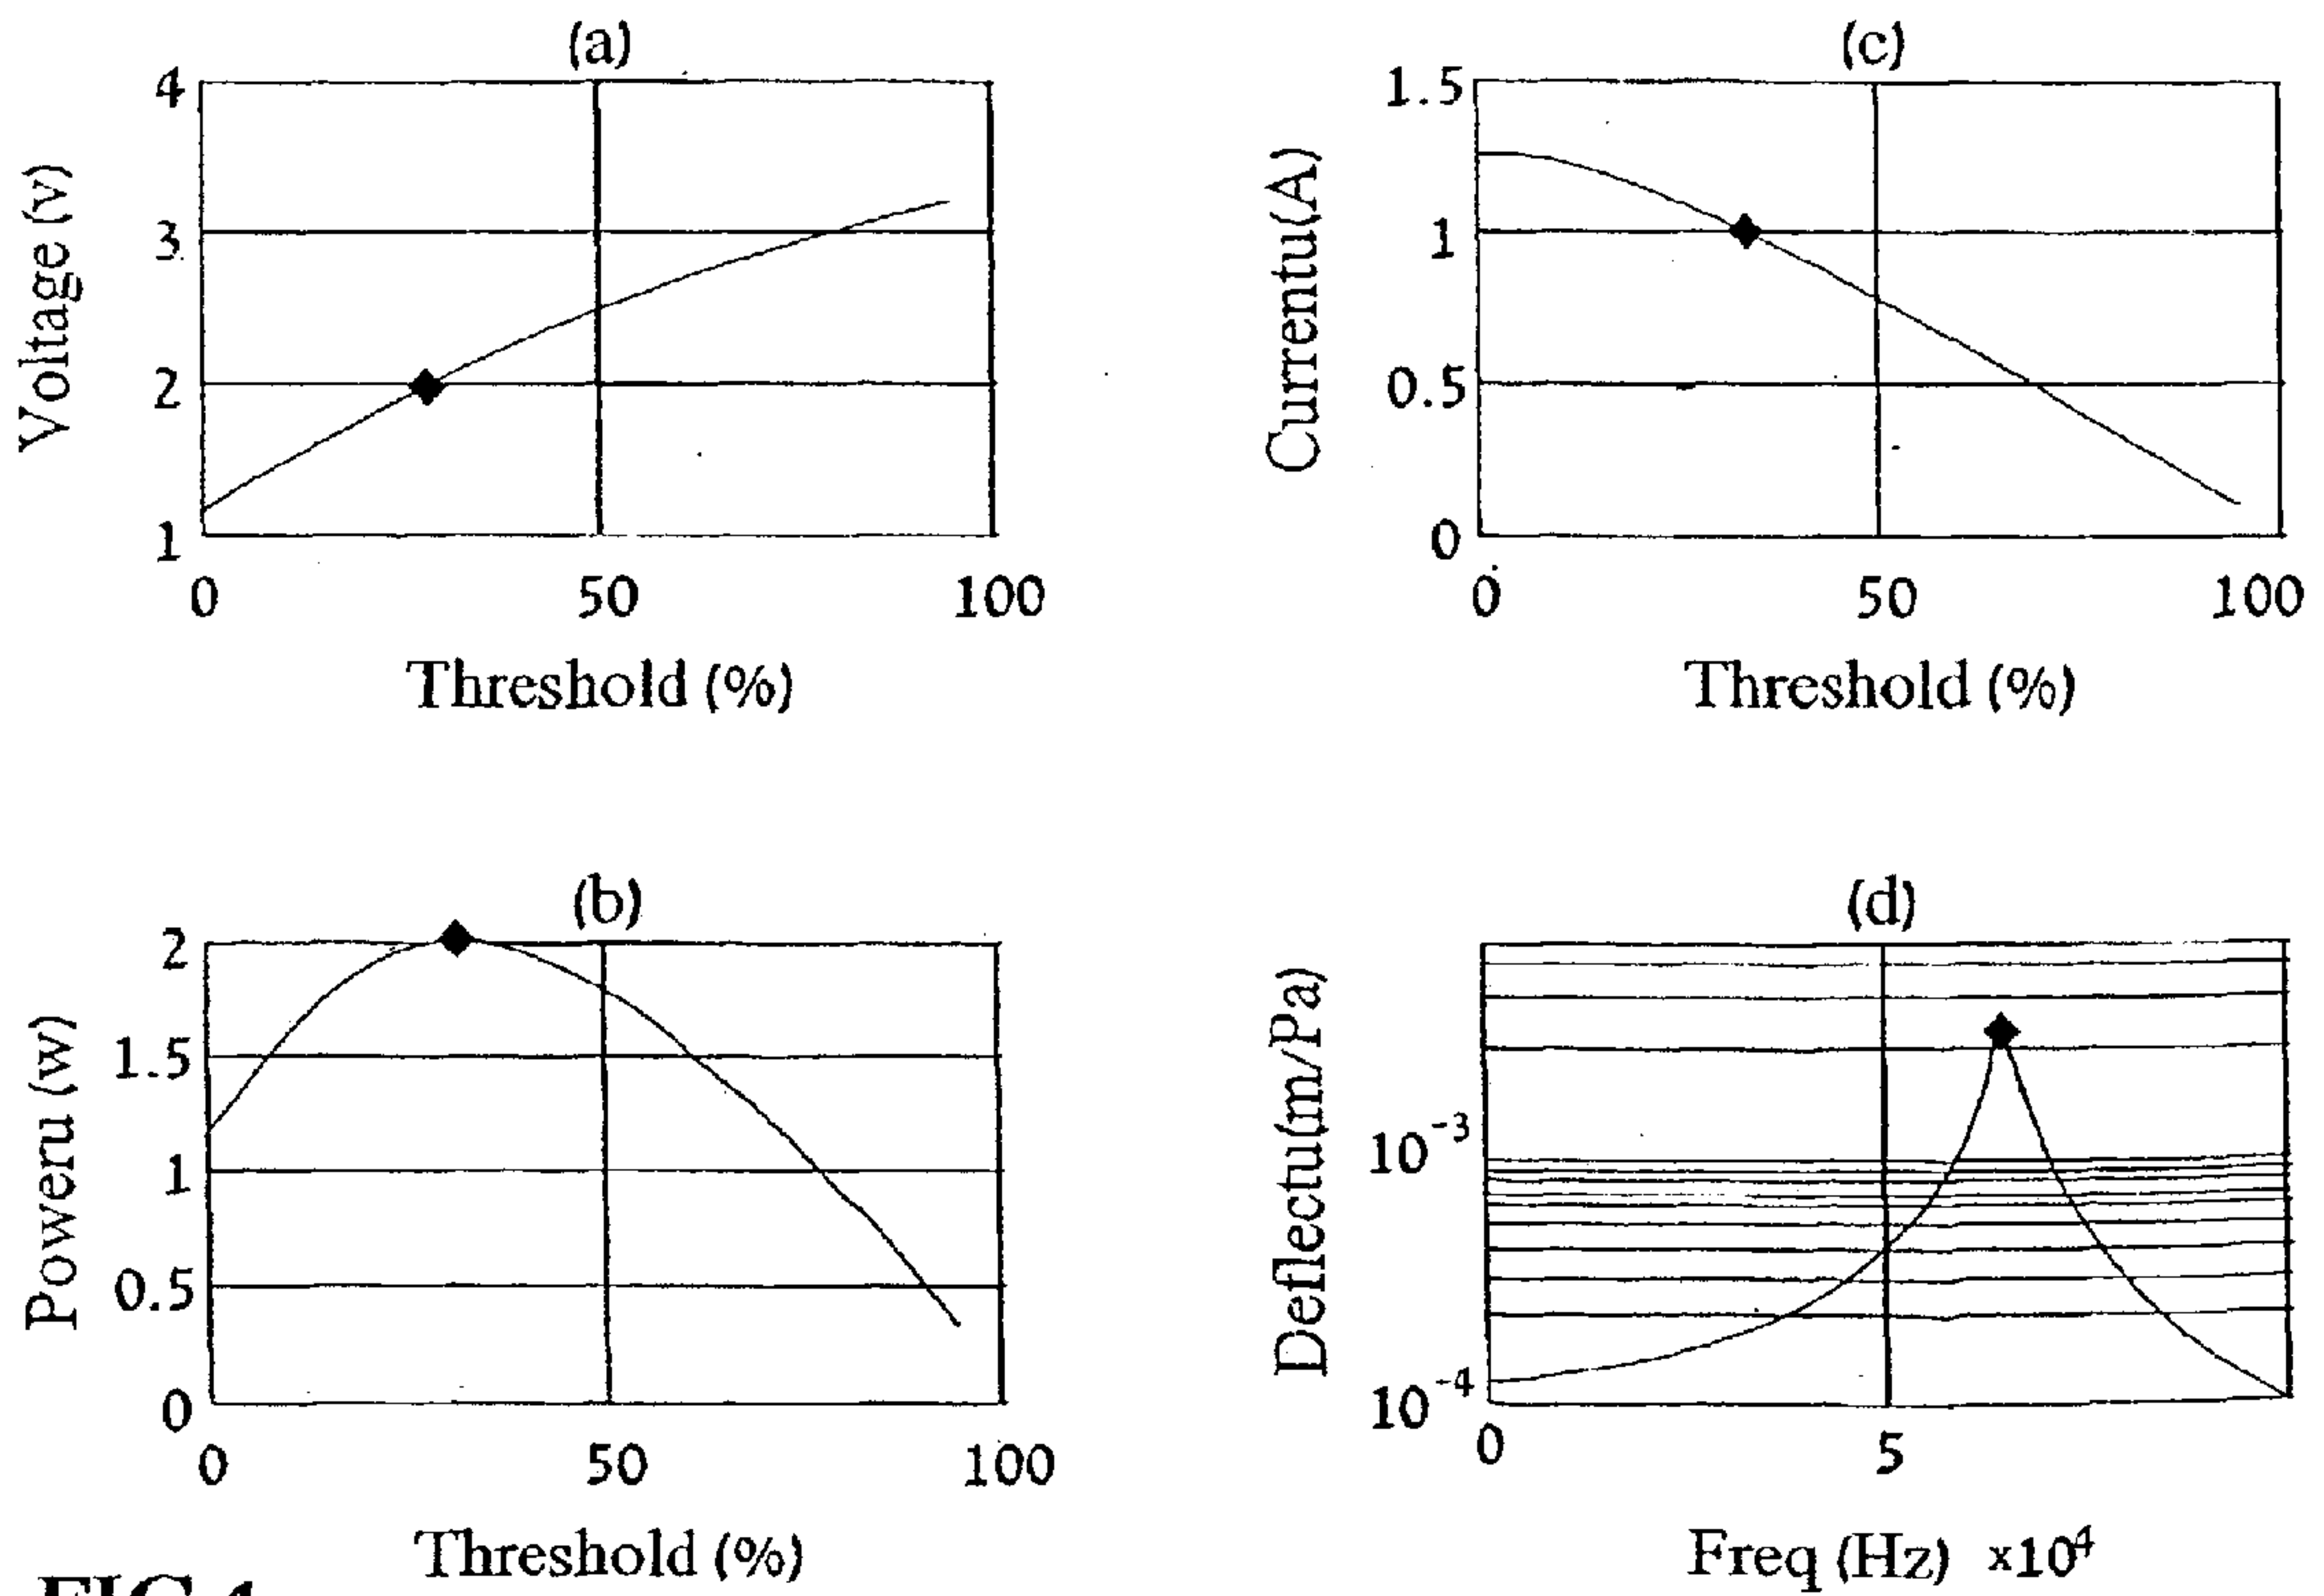 (a)
4
3
2
1
Voltage (v)
0 50 100
Threshold (%)
(c)
1.5
1
0.5
0
Currentu(A)
0 50 100
Threshold (%)
(b)
2
1.5
1
0.5
0
Poweru (w)
0 50 100
Threshold (%)
(d)
10-3
10-4
Deflectu(m/Pa)
0 5
Freq (Hz) x104